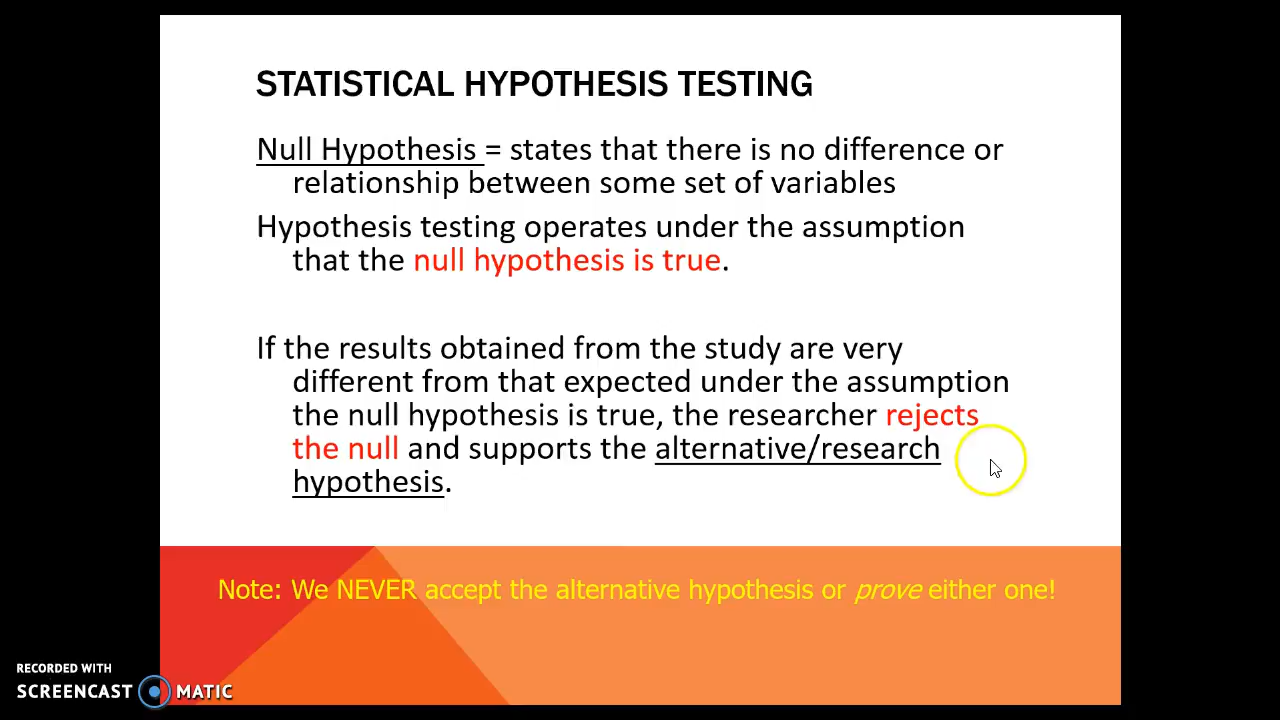 STATISTICAL HYPOTHESIS TESTING
Null Hypothesis = states that there is no difference or
relationship between some set of variables
Hypothesis testing operates under the assumption
that the null hypothesis is true.
If the results obtained from the study are very
different from that expected under the assumption
the null hypothesis is true, the researcher rejects
the null and supports the alternative/research
hypothesis.
Note: We NEVER accept the alternative hypothesis or prove either one!
RECORDED WITH
SCREENCAST MATIC